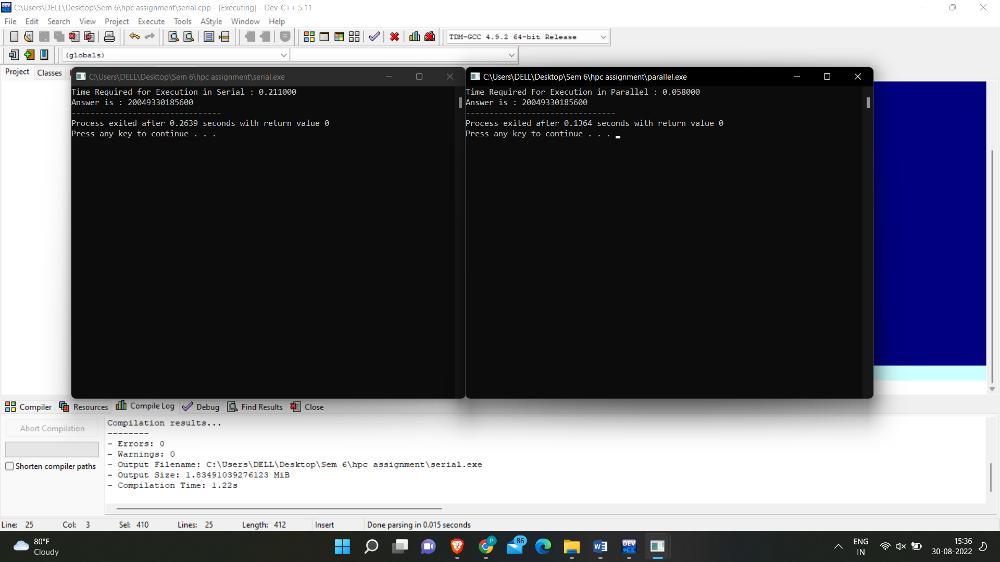 C:\Users\DELL\Desktop\Sem 6\hpc assignment\serial.cpp - [Executing] - Dev-C++ 5.11
File Edit Search View Project Execute Tools AStyle Window Help
TDM-GCC 4.9.2 64-bit Release
(globals)
Project Classes
C:\Users\DELL\Desktop\Sem 6\hpc assignment\serial.exe
Time Required for Execution in Serial : 0.211000
Answer is : 20049330185600
--------------------------------
Process exited after 0.2639 seconds with return value 0
Press any key to continue . . .
C:\Users\DELL\Desktop\Sem 6\hpc assignment\parallel.exe
Time Required For Execution in Parallel : 0.058000
Answer is : 20049330185600
--------------------------------
Process exited after 0.1364 seconds with return value 0
Press any key to continue . . .
Compiler Resources Compile Log Debug Find Results Close
Abort Compilation
Shorten compiler paths
Compilation results...
--------
- Errors: 0
- Warnings: 0
- Output Filename: C:\Users\DELL\Desktop\Sem 6\hpc assignment\serial.exe
- Output Size: 1.83491039276123 MiB
- Compilation Time: 1.22s
Line: 25 Col: 3 Sel: 410 Lines: 25 Length: 412 Insert Done parsing in 0.015 seconds
80°F
Cloudy
P
86
W
DEV
C++
ENG
IN
15:36
30-08-2022